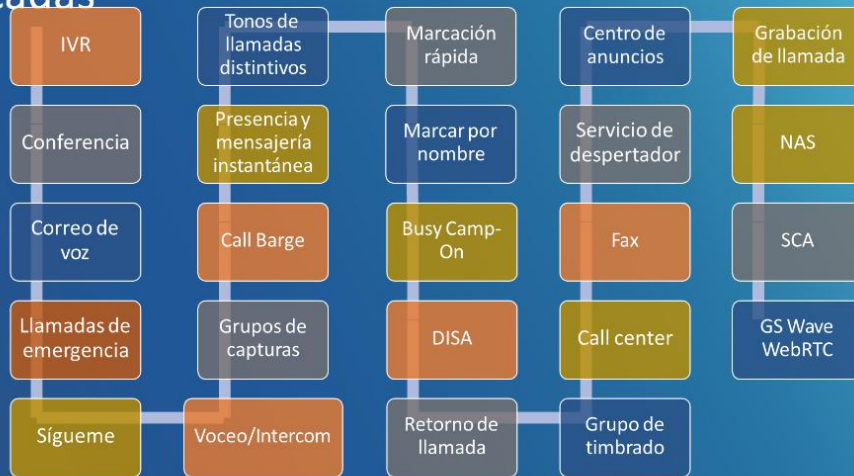 IVR
Conferencia
Correo de
voz
Llamadas de
emergencia
Sígueme
Voceo/Intercom
Grupos de
capturas
Call Barge
Presencia y
mensajería
instantánea
Tonos de
llamadas
distintivos
Marcación
rápida
Marcar por
nombre
Busy Camp-
On
DISA
Retorno de
llamada
Grupo de
timbrado
Call center
Fax
Servicio de
despertador
Centro de
anuncios
Grabación
de llamada
NAS
SCA
GS Wave
WebRTC